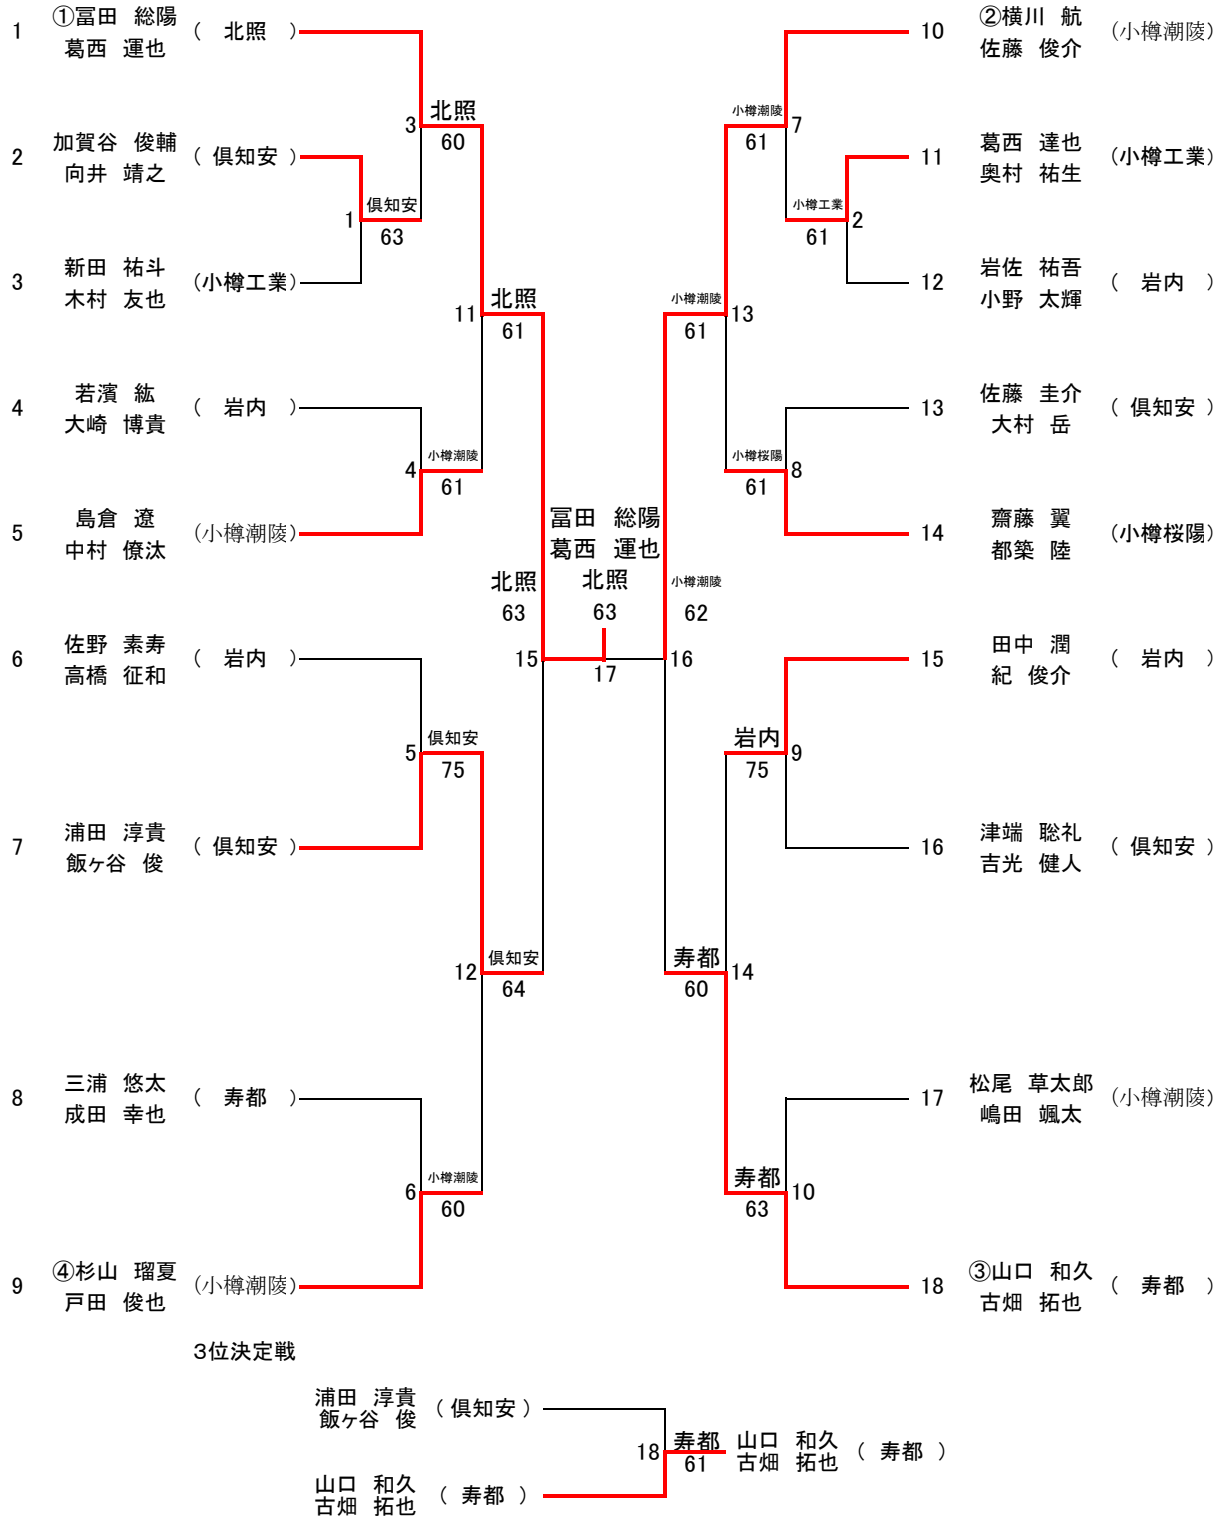 1 ①冨田 総陽 ( 北照 )
葛西 運也
2 加賀谷 俊輔 ( 倶知安 )
向井 靖之
3 新田 祐斗 (小樽工業)
木村 友也
4 若濱 紘 ( 岩内 )
大崎 博貴
5 島倉 遼 (小樽潮陵)
中村 僚汰
6 佐野 素寿 ( 岩内 )
高橋 征和
7 浦田 淳貴 ( 倶知安 )
飯ヶ谷 俊
8 三浦 悠太 ( 寿都 )
成田 幸也
9 ④杉山 瑠夏 (小樽潮陵)
戸田 俊也
1 倶知安
63
3 北照
60
4 小樽潮陵
61
5 倶知安
75
6 小樽潮陵
60
11 北照
61
12 倶知安
64
15 北照
63
冨田 総陽
葛西 運也
北照
63
17
小樽潮陵
62
16
小樽潮陵
61
13
寿都
60
14
小樽潮陵
61
7
小樽工業
61
2
小樽桜陽
61
8
岩内
75
9
寿都
63
10
10 ②横川 航 (小樽潮陵)
佐藤 俊介
11 葛西 達也 (小樽工業)
奥村 祐生
12 岩佐 祐吾 ( 岩内 )
小野 太輝
13 佐藤 圭介 ( 倶知安 )
大村 岳
14 齋藤 翼 (小樽桜陽)
都築 陸
15 田中 潤 ( 岩内 )
紀 俊介
16 津端 聡礼 ( 倶知安 )
吉光 健人
17 松尾 草太郎 (小樽潮陵)
嶋田 颯太
18 ③山口 和久 ( 寿都 )
古畑 拓也
3位決定戦
浦田 淳貴 ( 倶知安 )
飯ヶ谷 俊
山口 和久 ( 寿都 )
古畑 拓也
18 寿都
61
山口 和久 ( 寿都 )
古畑 拓也